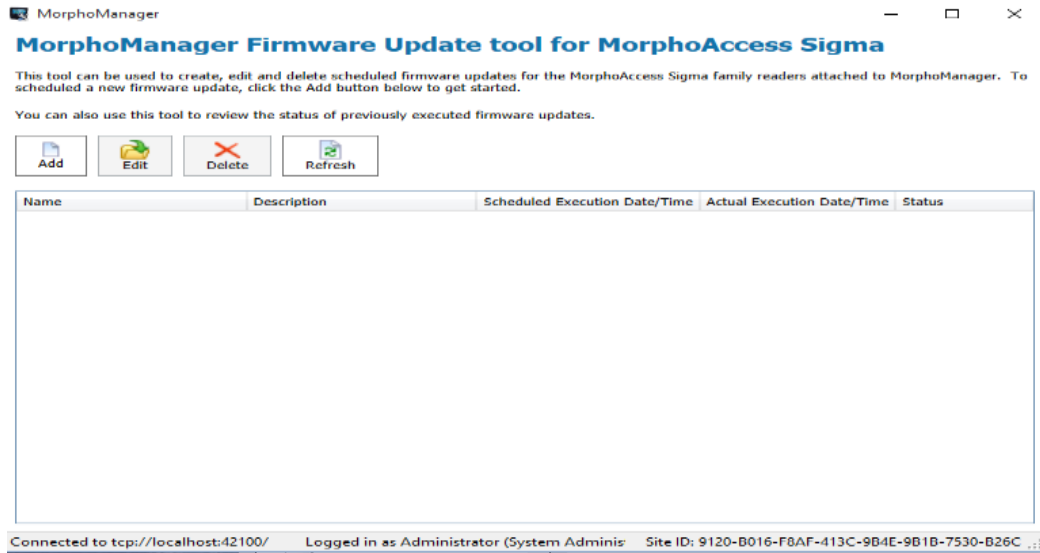 MorphoManager
MorphoManager Firmware Update tool for MorphoAccess Sigma
This tool can be used to create, edit and delete scheduled firmware updates for the MorphoAccess Sigma family readers attached to MorphoManager. To
scheduled a new firmware update, click the Add button below to get started.
You can also use this tool to review the status of previously executed firmware updates.
Add Edit Delete Refresh
Name Description Scheduled Execution Date/Time Actual Execution Date/Time Status
Connected to tcp://localhost:42100/ Logged in as Administrator (System Adminis Site ID: 9120-B016-F8AF-413C-9B4E-9B1B-7530-B26C